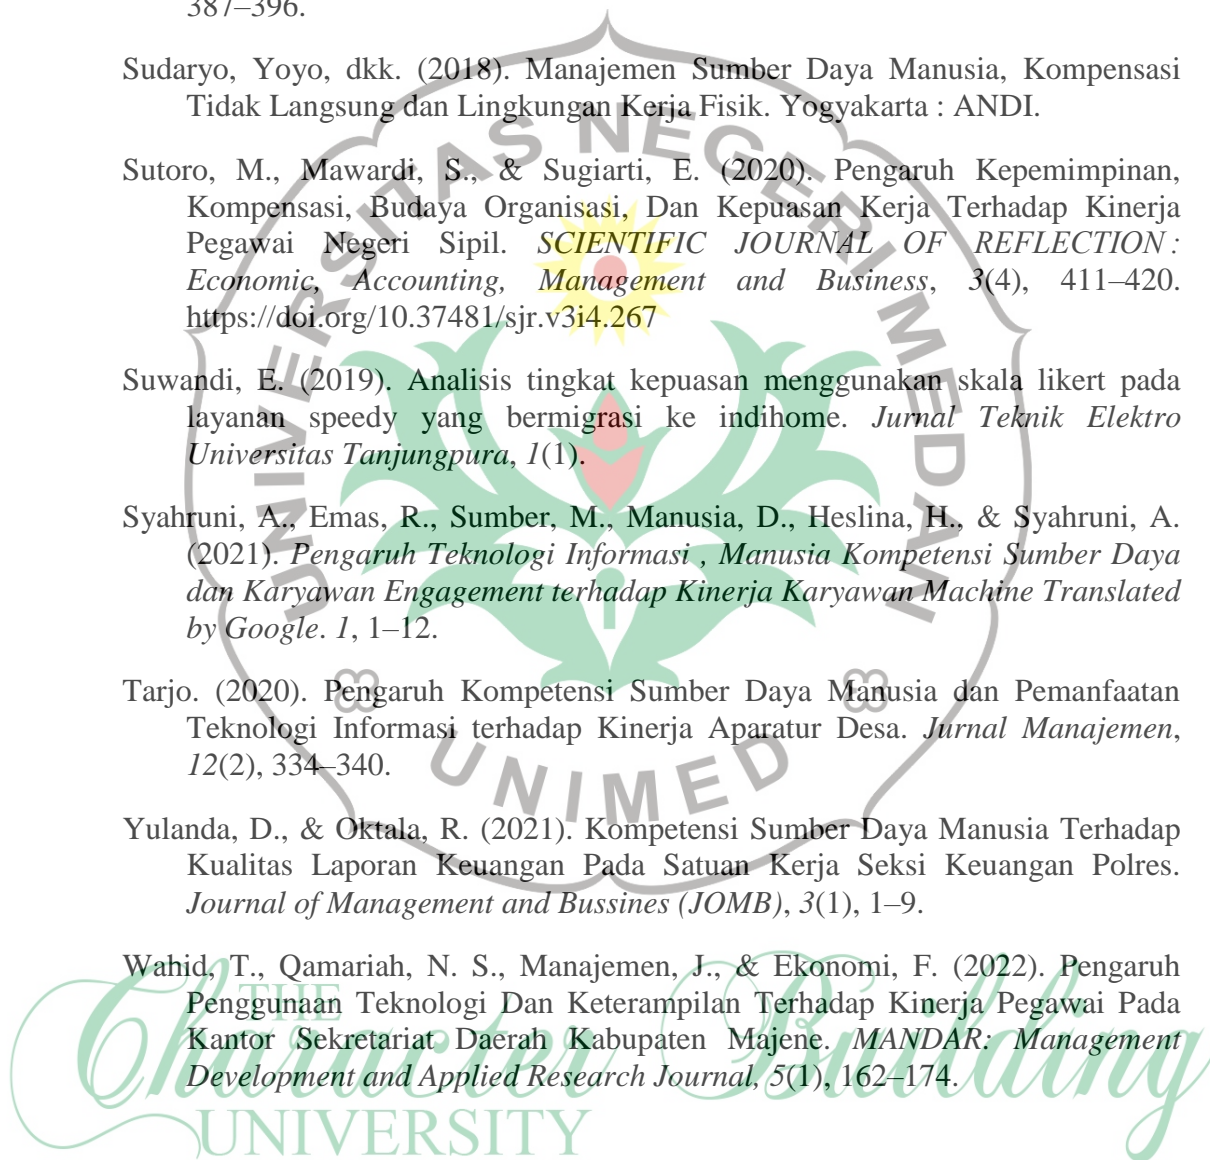 387–396.
Sudaryo, Yoyo, dkk. (2018). Manajemen Sumber Daya Manusia, Kompensasi
Tidak Langsung dan Lingkungan Kerja Fisik. Yogyakarta : ANDI.
Sutoro, M., Mawardi, S., & Sugiarti, E. (2020). Pengaruh Kepemimpinan,
Kompensasi, Budaya Organisasi, Dan Kepuasan Kerja Terhadap Kinerja
Pegawai Negeri Sipil. SCIENTIFIC JOURNAL OF REFLECTION :
Economic, Accounting, Management and Business, 3(4), 411–420.
https://doi.org/10.37481/sjr.v3i4.267
Suwandi, E. (2019). Analisis tingkat kepuasan menggunakan skala likert pada
layanan speedy yang bermigrasi ke indihome. Jurnal Teknik Elektro
Universitas Tanjungpura, 1(1).
Syahruni, A., Emas, R., Sumber, M., Manusia, D., Heslina, H., & Syahruni, A.
(2021). Pengaruh Teknologi Informasi , Manusia Kompetensi Sumber Daya
dan Karyawan Engagement terhadap Kinerja Karyawan Machine Translated
by Google. 1, 1–12.
Tarjo. (2020). Pengaruh Kompetensi Sumber Daya Manusia dan Pemanfaatan
Teknologi Informasi terhadap Kinerja Aparatur Desa. Jurnal Manajemen,
12(2), 334–340.
Yulanda, D., & Oktala, R. (2021). Kompetensi Sumber Daya Manusia Terhadap
Kualitas Laporan Keuangan Pada Satuan Kerja Seksi Keuangan Polres.
Journal of Management and Bussines (JOMB), 3(1), 1–9.
Wahid, T., Qamariah, N. S., Manajemen, J., & Ekonomi, F. (2022). Pengaruh
Penggunaan Teknologi Dan Keterampilan Terhadap Kinerja Pegawai Pada
Kantor Sekretariat Daerah Kabupaten Majene. MANDAR: Management
Development and Applied Research Journal, 5(1), 162–174.
UNIVERSITAS NEGERI MEDAN
UNIMED
THE
Character Building
UNIVERSITY